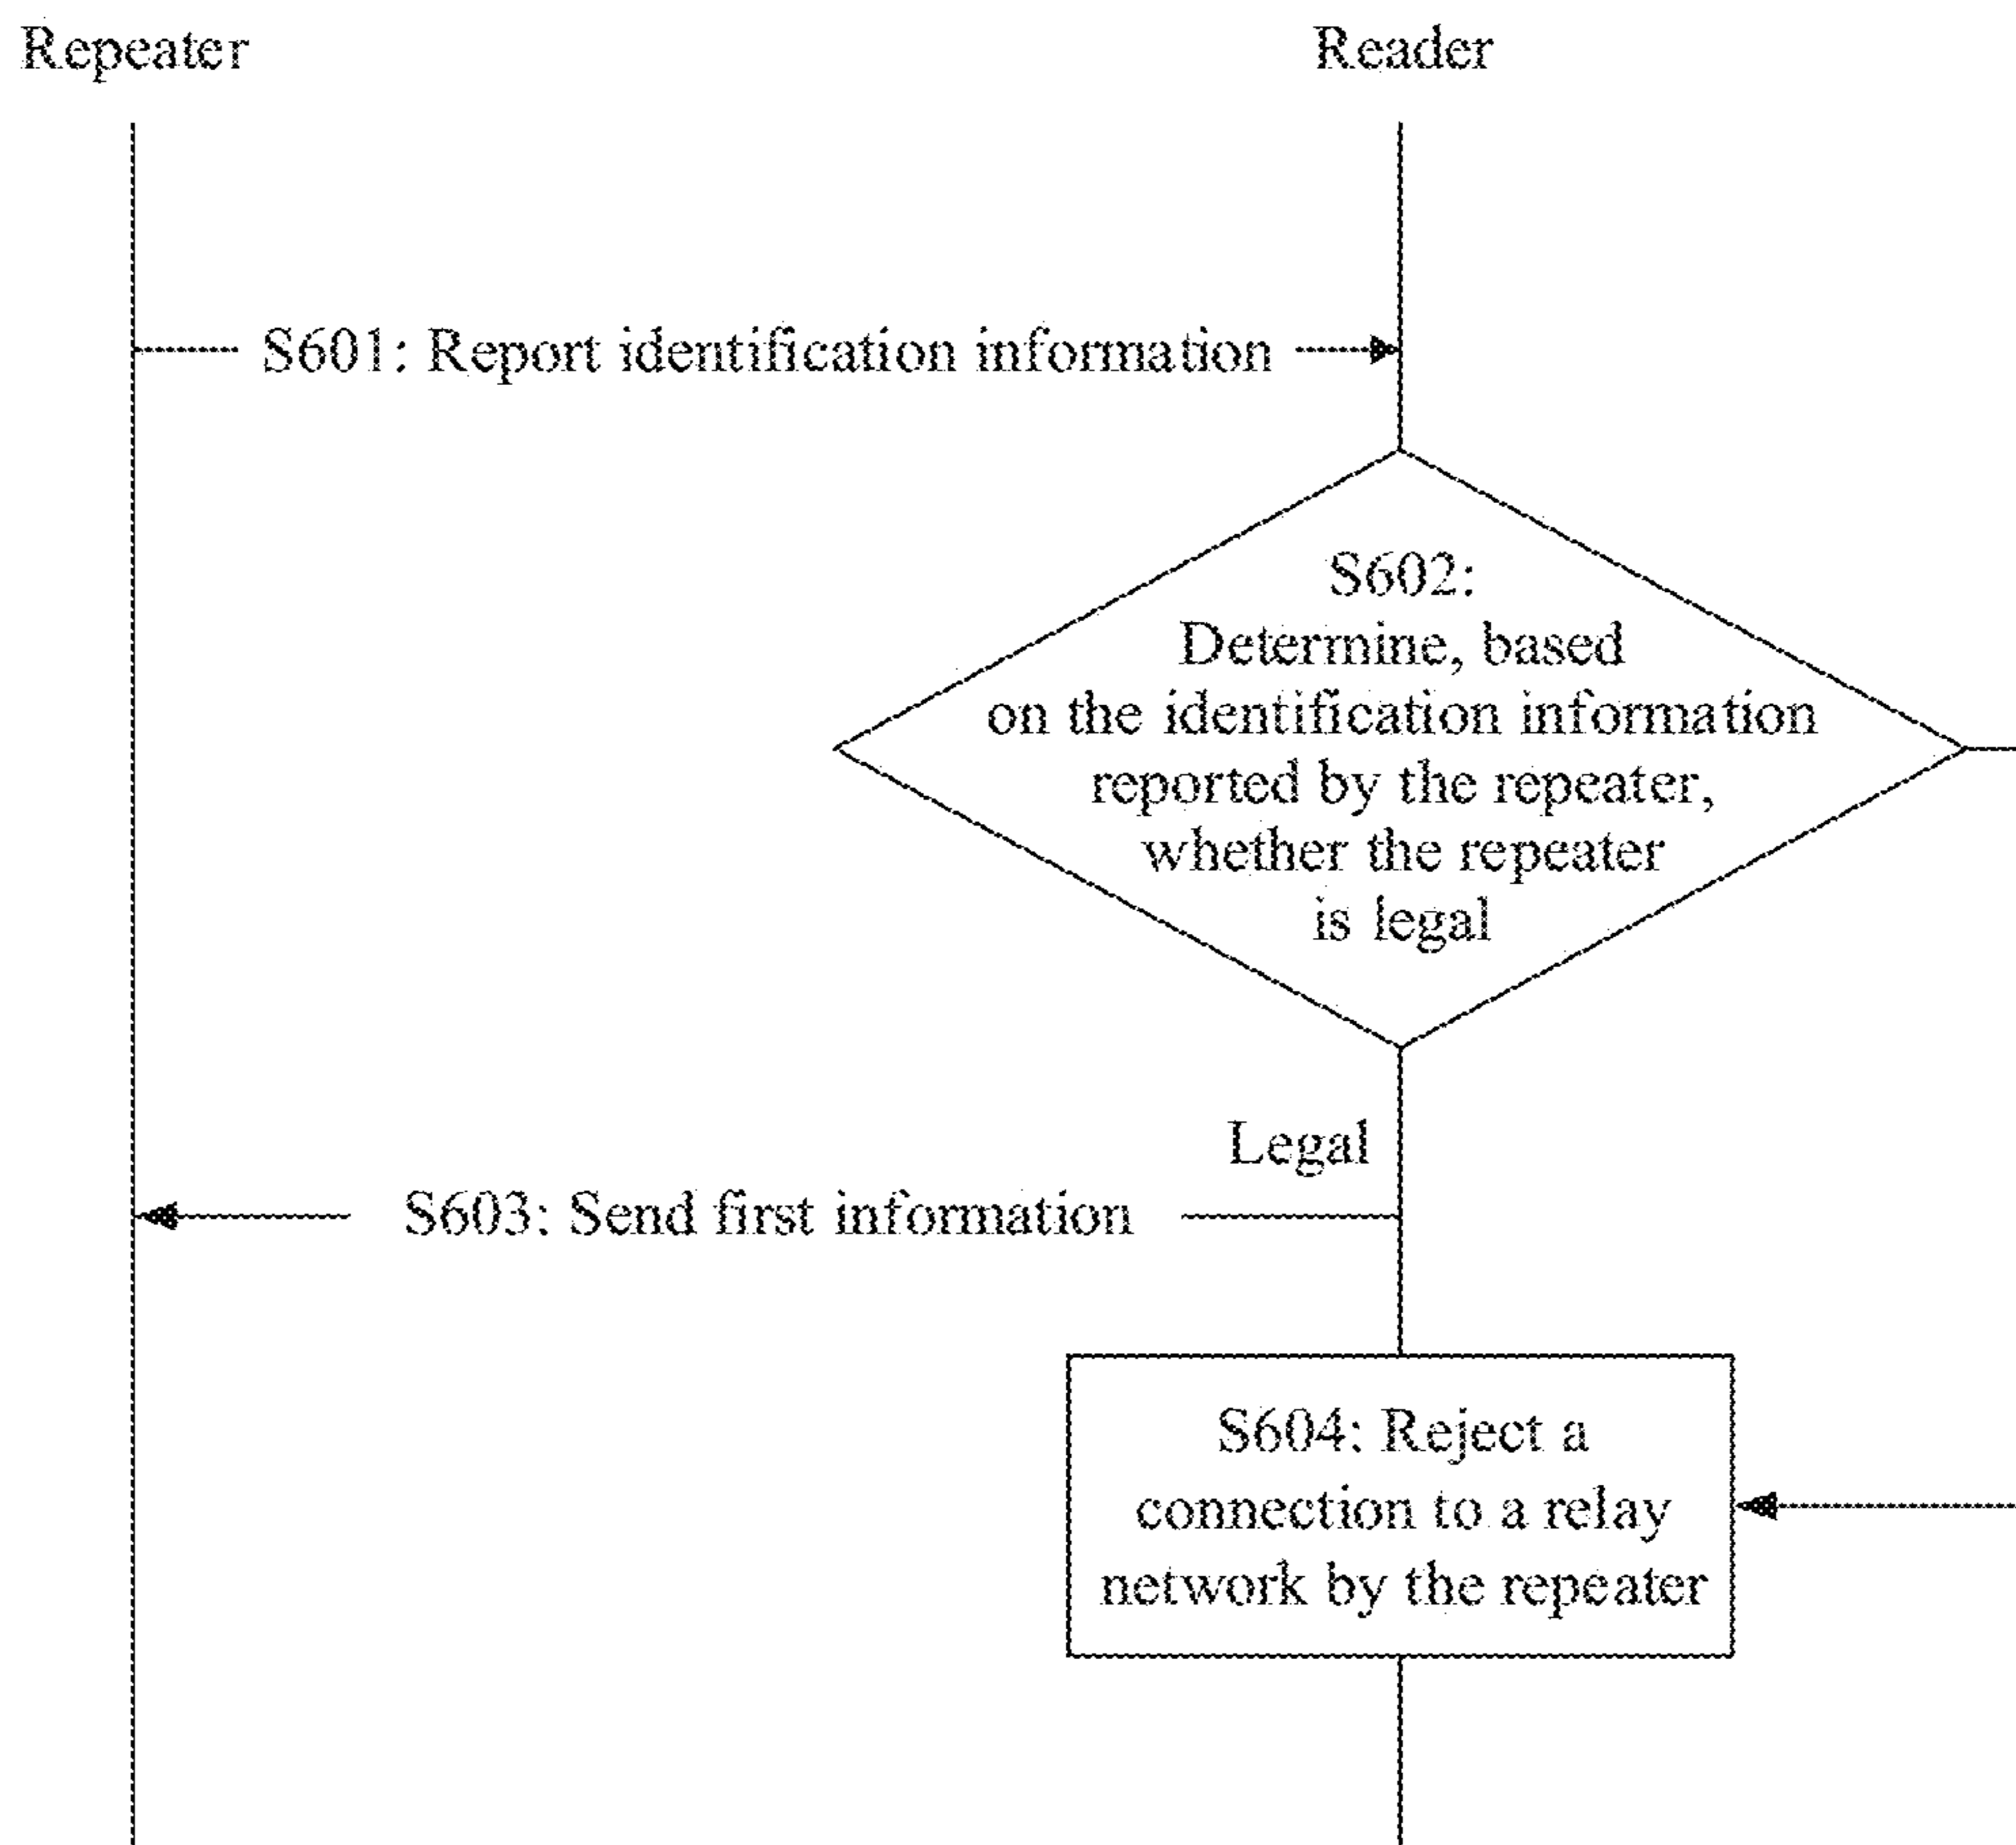 Repeater
Reader
S601: Report identification information
S602:
Determine, based
on the identification information
reported by the repeater,
whether the repeater
is legal
Legal
S603: Send first information
S604: Reject a
connection to a relay
network by the repeater